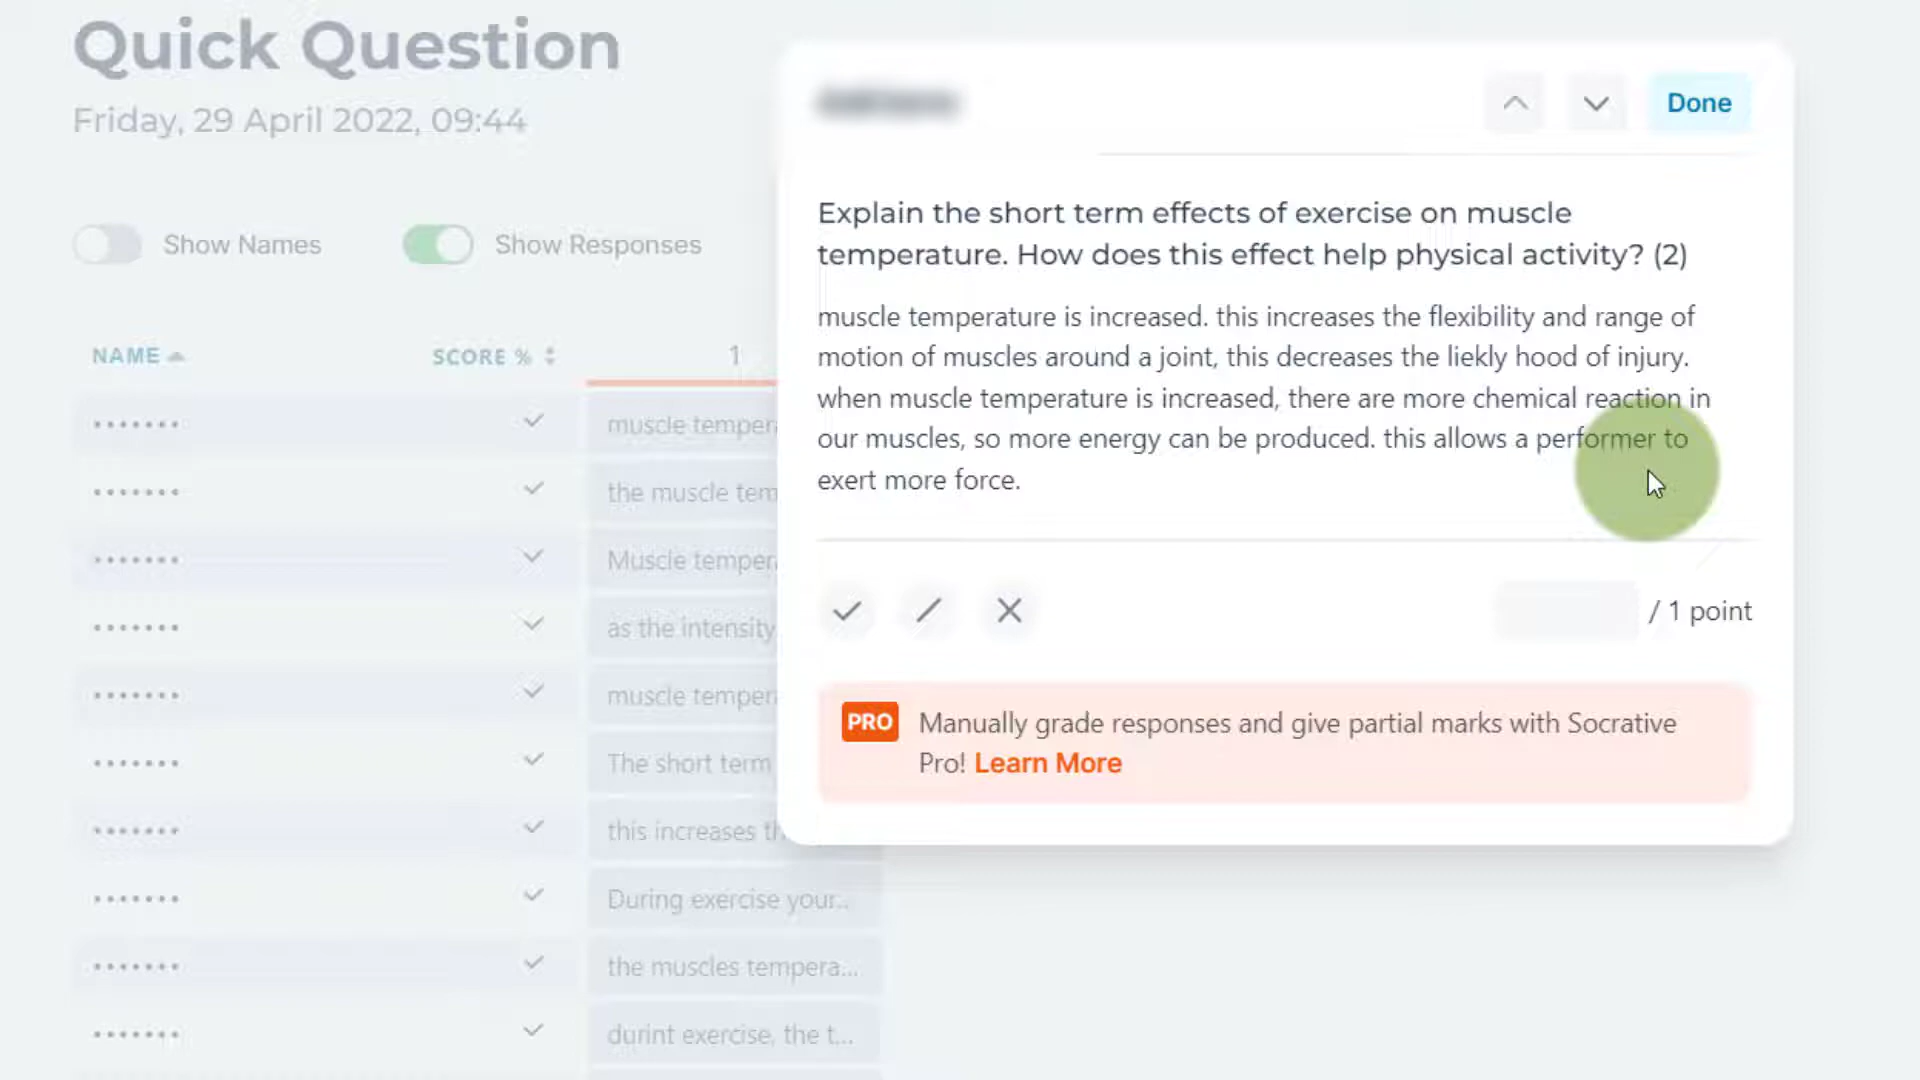 Quick Question
Friday, 29 April 2022, 09:44
Show Names
Show Responses
NAME
SCORE %
1
muscle temper
the muscle tem
Muscle temper
as the intensity
muscle temper
The short term
this increases th
During exercise your...
the muscles tempera...
durint exercise, the t...
Done
Explain the short term effects of exercise on muscle
temperature. How does this effect help physical activity? (2)
muscle temperature is increased. this increases the flexibility and range of
motion of muscles around a joint, this decreases the liekly hood of injury.
when muscle temperature is increased, there are more chemical reaction in
our muscles, so more energy can be produced. this allows a performer to
exert more force.
/ 1 point
PRO Manually grade responses and give partial marks with Socrative
Pro! Learn More